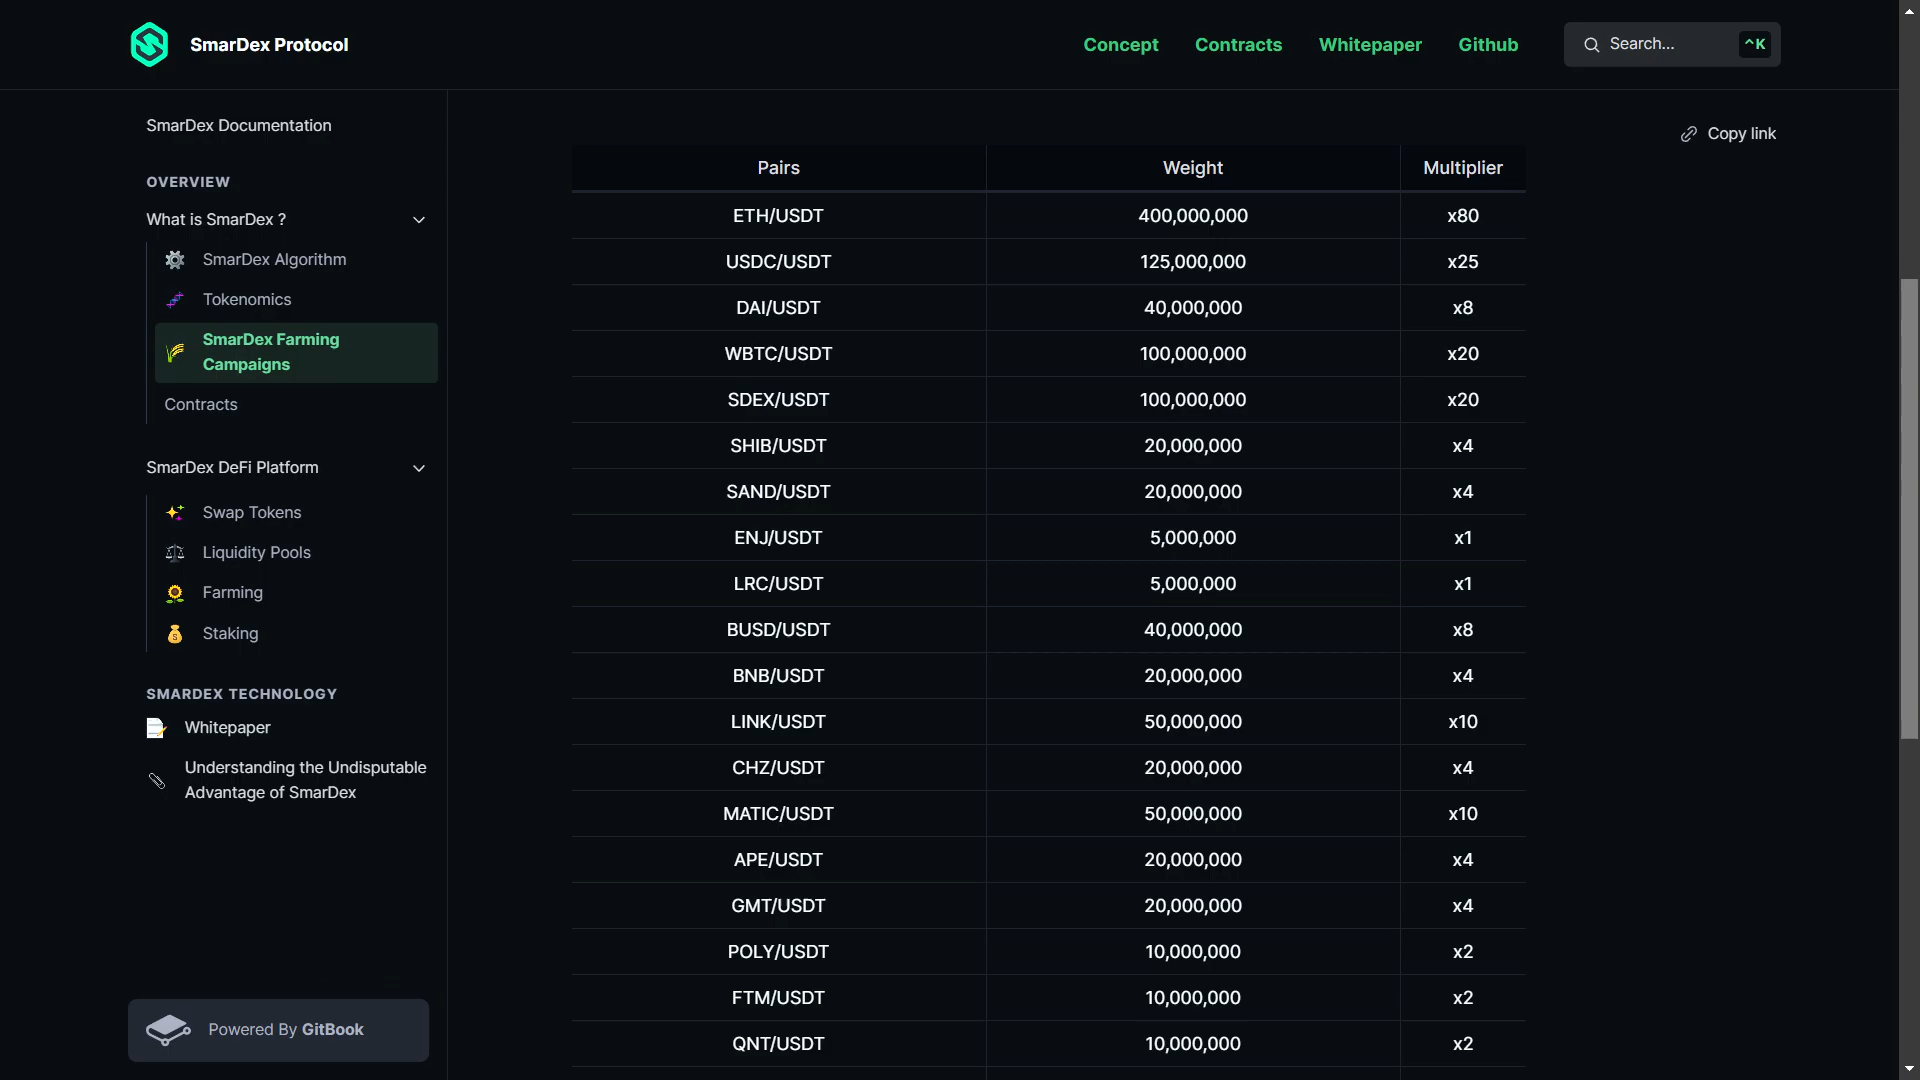 SmarDex Protocol
Concept Contracts Whitepaper Github Search... ^K
SmarDex Documentation
OVERVIEW
What is SmarDex ?
SmarDex Algorithm
Tokenomics
SmarDex Farming
Campaigns
Contracts
SmarDex DeFi Platform
Swap Tokens
Liquidity Pools
Farming
Staking
SMARDEX TECHNOLOGY
Whitepaper
Understanding the Undisputable
Advantage of SmarDex
Powered By GitBook
Copy link
Pairs Weight Multiplier
ETH/USDT 400,000,000 x80
USDC/USDT 125,000,000 x25
DAI/USDT 40,000,000 x8
WBTC/USDT 100,000,000 x20
SDEX/USDT 100,000,000 x20
SHIB/USDT 20,000,000 x4
SAND/USDT 20,000,000 x4
ENJ/USDT 5,000,000 x1
LRC/USDT 5,000,000 x1
BUSD/USDT 40,000,000 x8
BNB/USDT 20,000,000 x4
LINK/USDT 50,000,000 x10
CHZ/USDT 20,000,000 x4
MATIC/USDT 50,000,000 x10
APE/USDT 20,000,000 x4
GMT/USDT 20,000,000 x4
POLY/USDT 10,000,000 x2
FTM/USDT 10,000,000 x2
QNT/USDT 10,000,000 x2